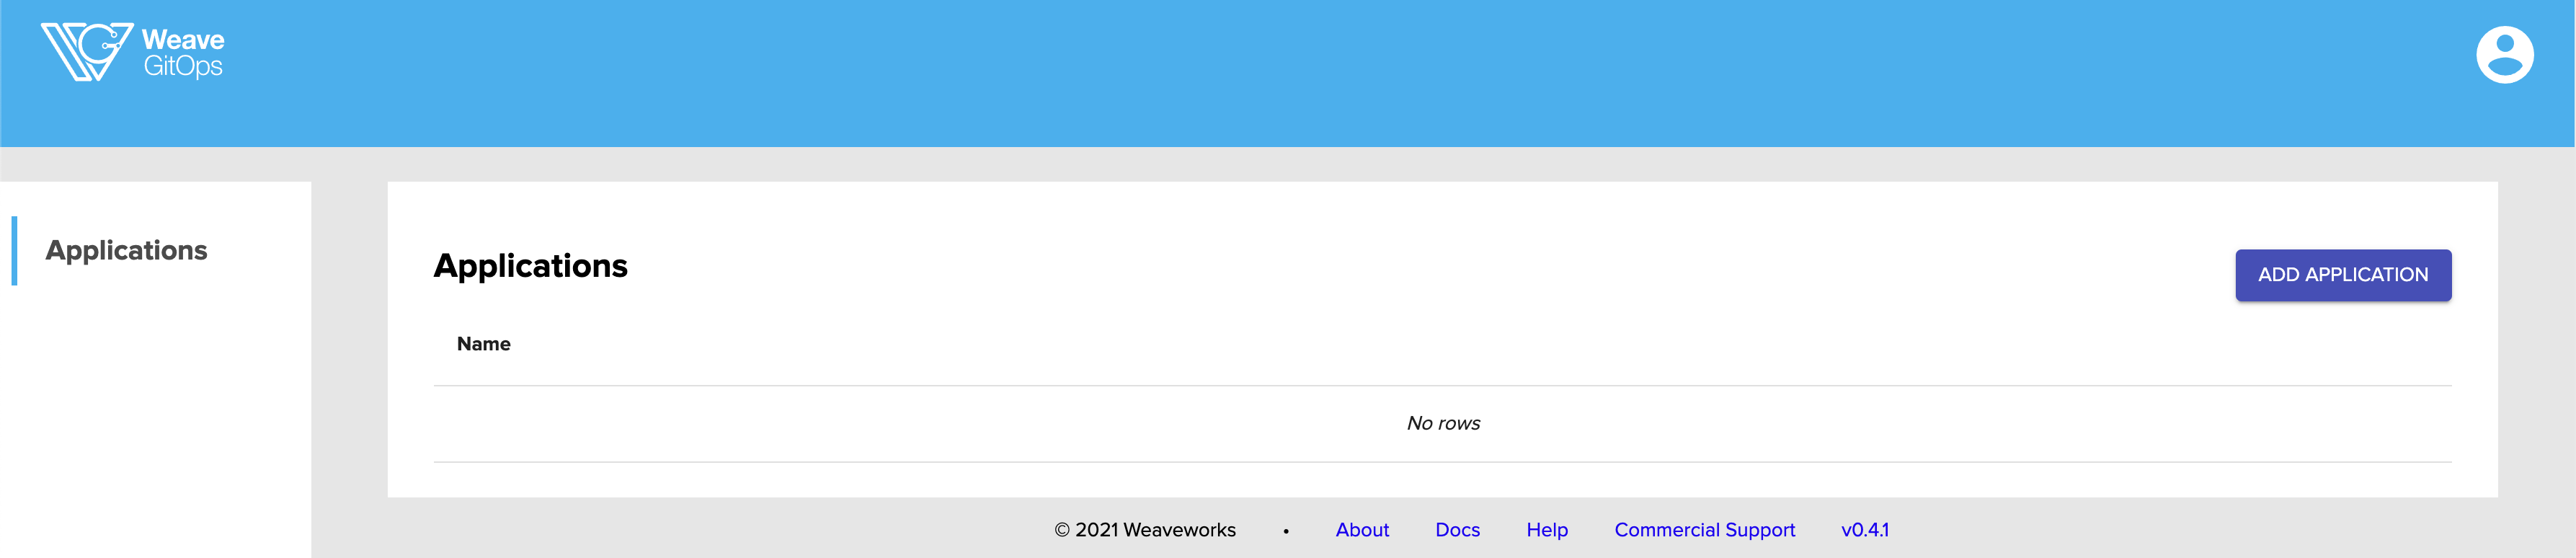 Weave
GitOps
Applications
Applications
ADD APPLICATION
Name
No rows
© 2021 Weaveworks • About Docs Help Commercial Support v0.4.1